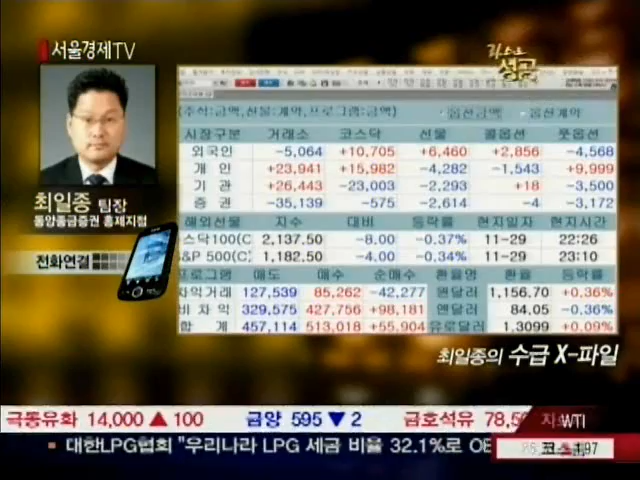 서울경제TV
성공
최일종 팀장
동양종금증권 홍제지점
전화연결
(주식:금액,선물:계약,프로그램:금액) 옵션금액 옵션계약
시장구분 거래소 코스닥 선물 콜옵션 풋옵션
외국인 -5,064 +10,705 +6,460 +2,856 -4,568
개 인 +23,941 +15,982 -4,282 -1,543 +9,999
기 관 +26,443 -23,003 -2,293 +18 -3,500
증 권 -35,139 -575 -2,614 -4 -3,172
해외선물 지수 대비 등락률 현지일자 현지시간
스닥100(C 2,137.50 -8.00 -0.37% 11-29 22:26
&P 500(C) 1,182.50 -4.00 -0.34% 11-29 23:10
프로그램 매도 매수 순매수 환율명 환율 등락률
차익거래 127,539 85,262 -42,277 원달러 1,156.70 +0.36%
비 차익 329,575 427,756 +98,181 엔달러 84.05 -0.36%
합 계 457,114 513,018 +55,904 유로달러 1.3099 +0.09%
최일종의 수급 X-파일
극동유화 14,000 ▲ 100 금양 595 ▼ 2 금호석유 78,5
WTI
대한LPG협회 "우리나라 LPG 세금 비율 32.1%로 OE